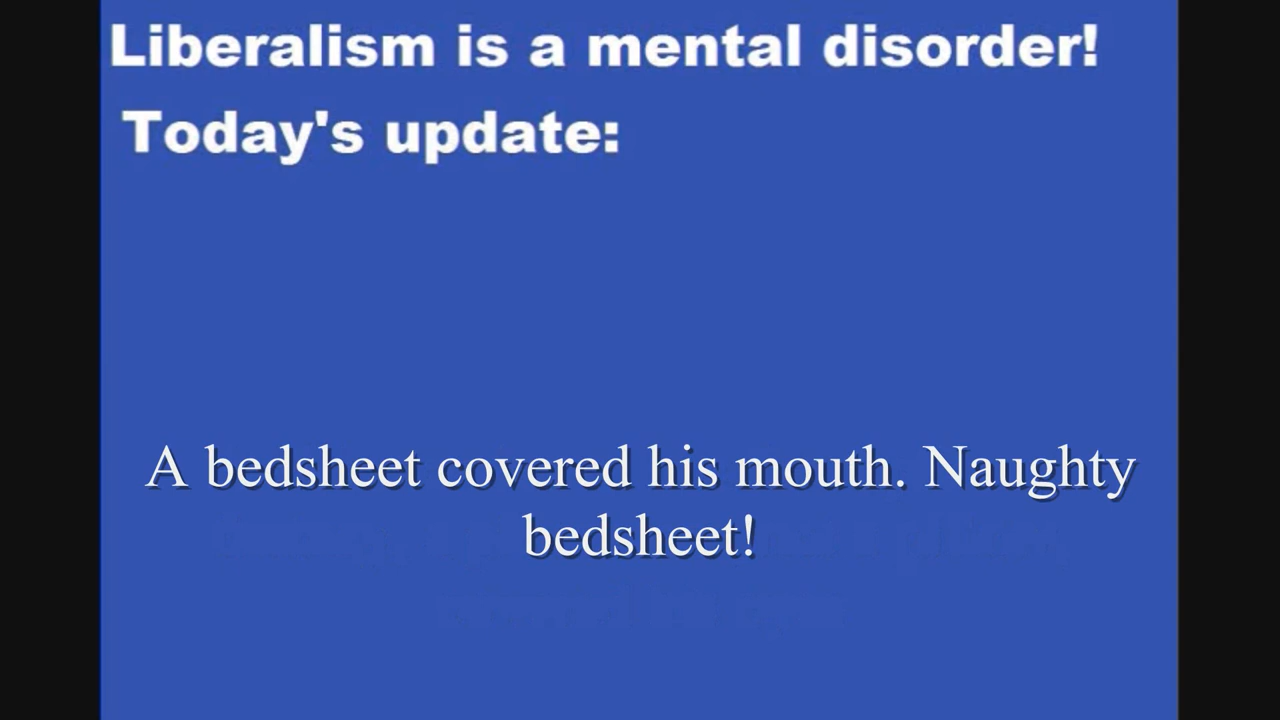 Liberalism is a mental disorder!
Today's update:
A bedsheet covered his mouth. Naughty
bedsheet!